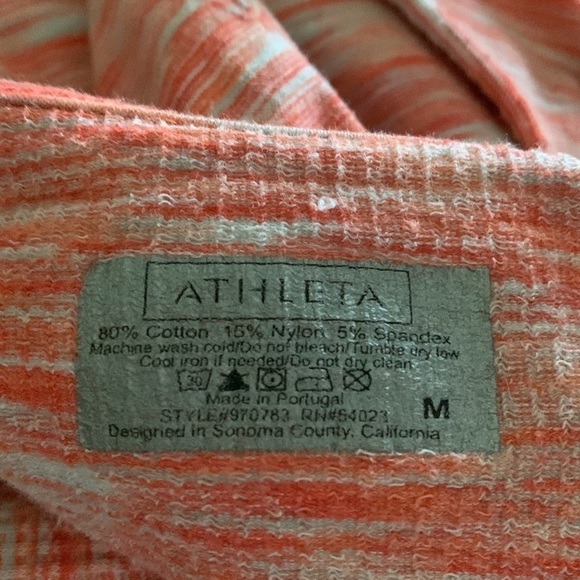 ATHLETA
80% Cotton 15% Nylon 5% Spandex
Machine wash cold/Do not bleach/Tumble dry low
Cool iron if needed/Do not dry clean
30
Made in Portugal
STYLE#970783 RN#54023
M
Designed In Sonoma County, California